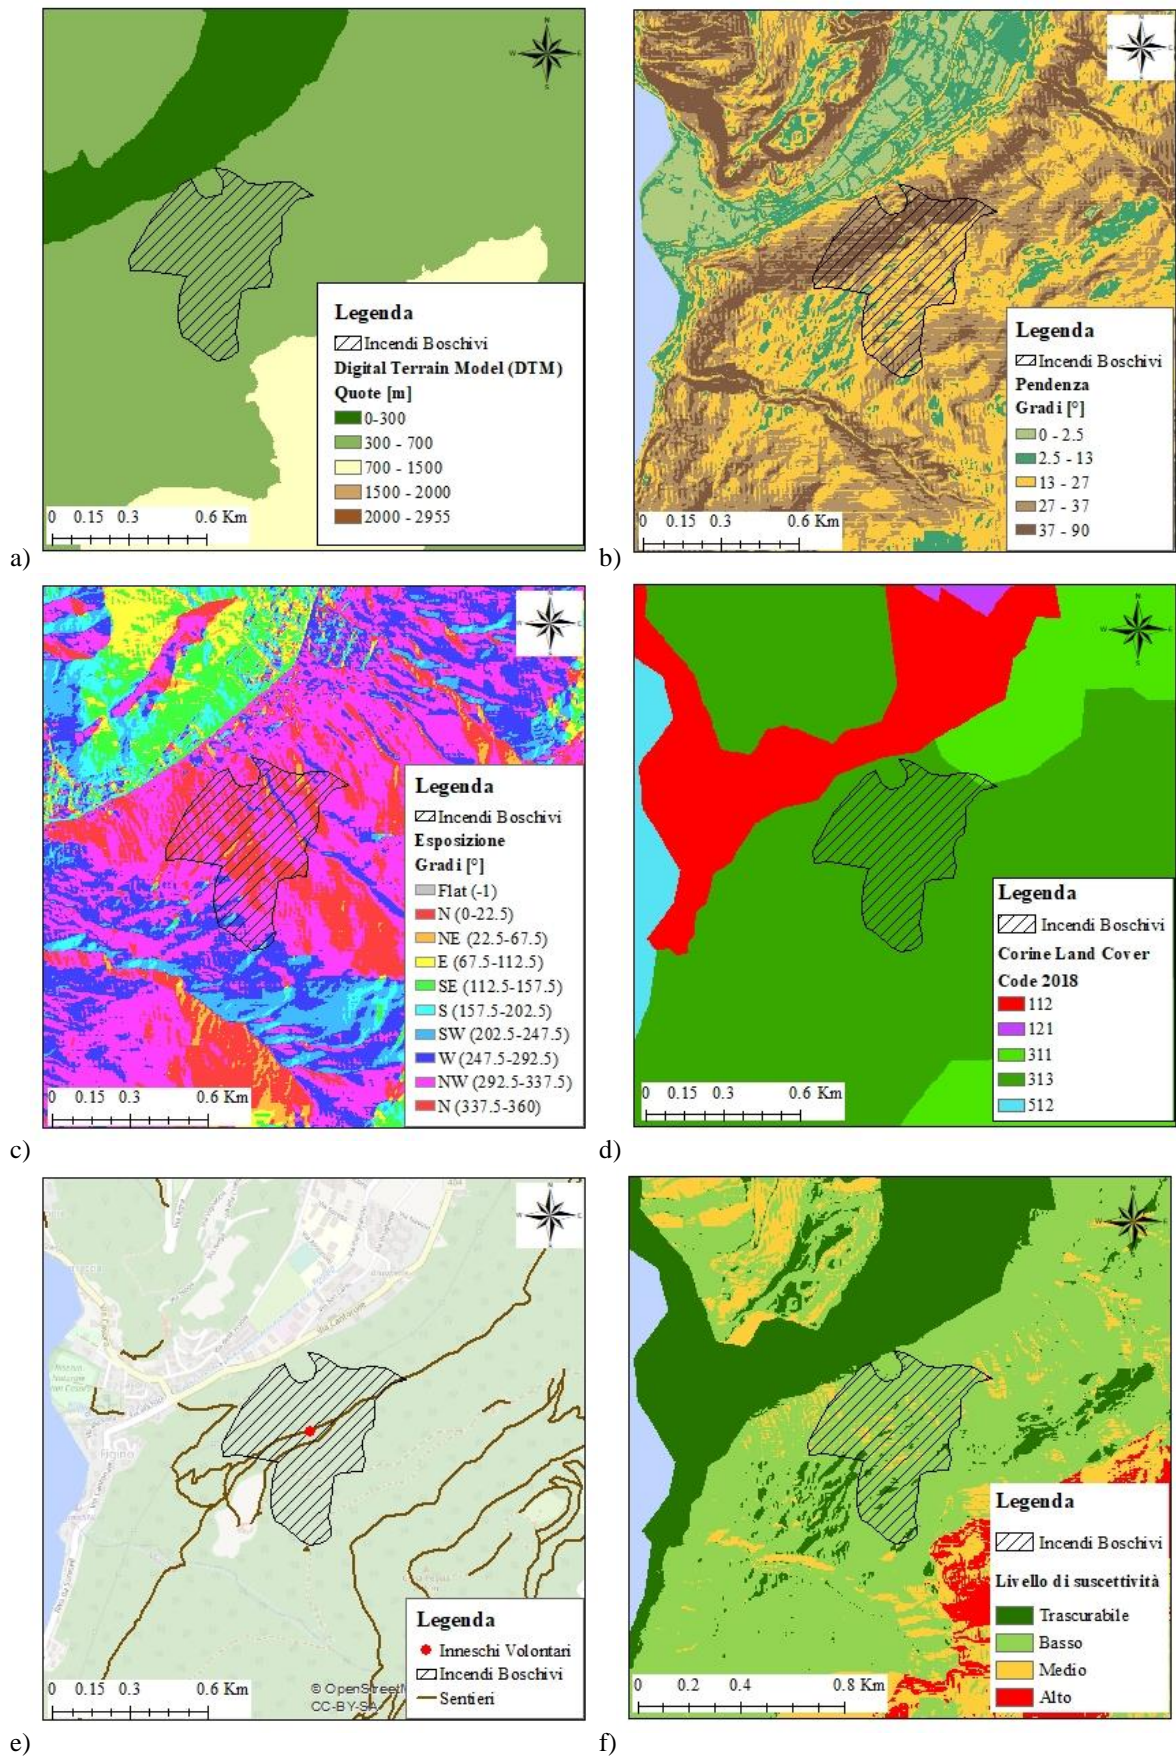 N
W
E
S
Legenda
Incendi Boschivi
Digital Terrain Model (DTM)
Quote [m]
0-300
300 - 700
700 - 1500
1500 - 2000
2000 - 2955
0 0.15 0.3 0.6 Km
a)
N
W
E
S
Legenda
Incendi Boschivi
Pendenza
Gradi [°]
0 - 2.5
2.5 - 13
13 - 27
27 - 37
37 - 90
0 0.15 0.3 0.6 Km
b)
N
W
E
S
Legenda
Incendi Boschivi
Esposizione
Gradi [°]
Flat (-1)
N (0-22.5)
NE (22.5-67.5)
E (67.5-112.5)
SE (112.5-157.5)
S (157.5-202.5)
SW (202.5-247.5)
W (247.5-292.5)
NW (292.5-337.5)
N (337.5-360)
0 0.15 0.3 0.6 Km
c)
N
W
E
S
Legenda
Incendi Boschivi
Corine Land Cover
Code 2018
112
121
311
313
512
0 0.15 0.3 0.6 Km
d)
N
W
E
S
404
Via Cantonale
Figino
Legenda
Inneschi Volontari
Incendi Boschivi
Sentieri
© OpenStreetM
CC-BY-SA
0 0.15 0.3 0.6 Km
e)
N
W
E
S
Legenda
Incendi Boschivi
Livello di suscettività
Trascurabile
Basso
Medio
Alto
0 0.2 0.4 0.8 Km
f)